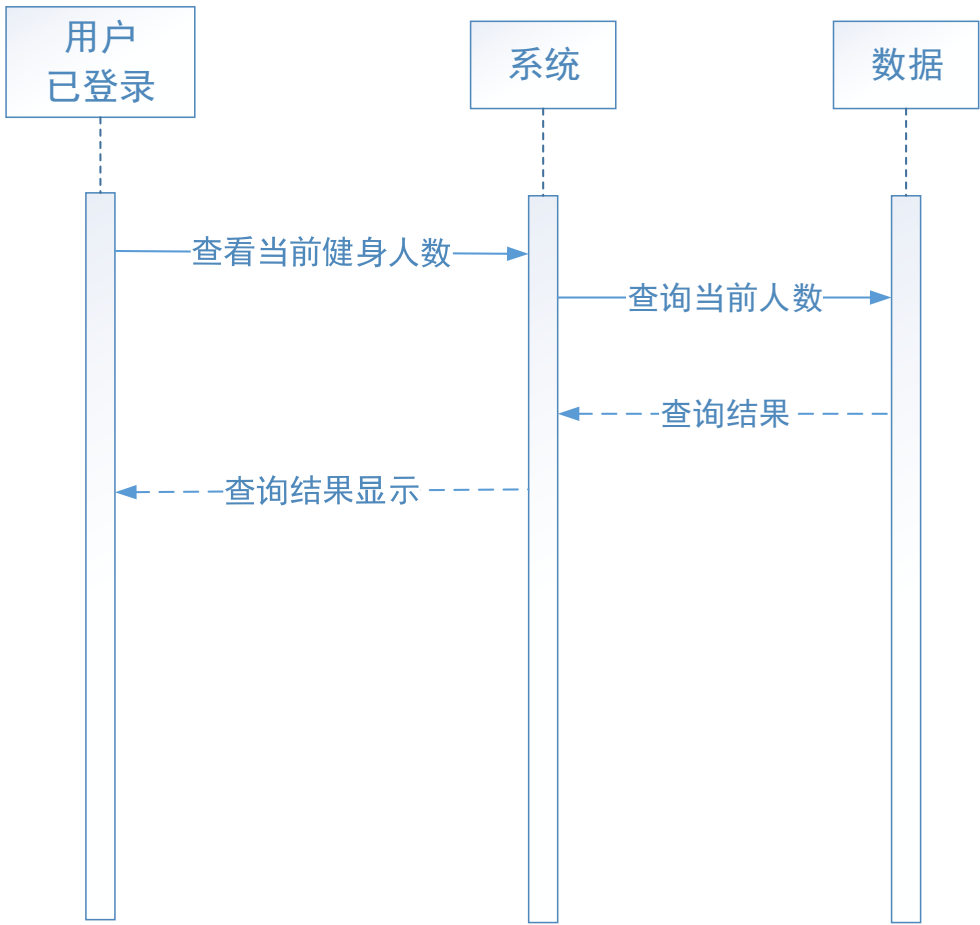 用户
已登录
系统
数据
查看当前健身人数
查询当前人数
查询结果
查询结果显示